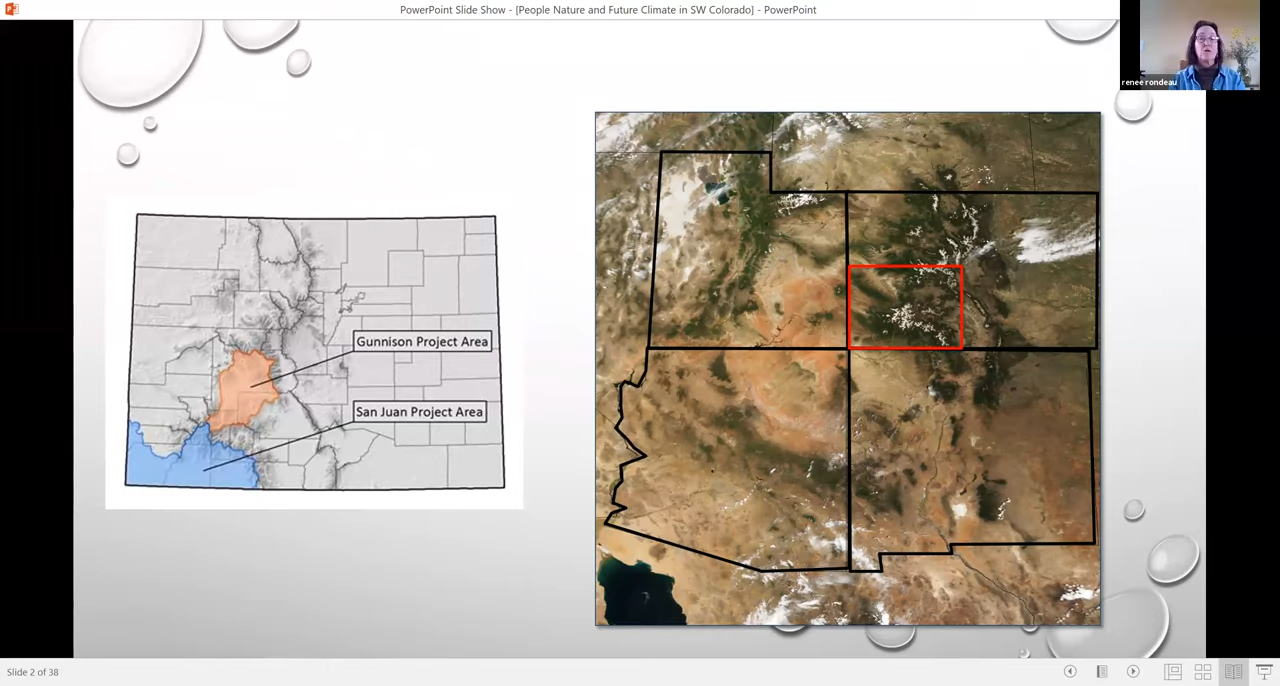 PowerPoint Slide Show - [People Nature and Future Climate in SW Colorado] - PowerPoint
renee rondeau
Gunnison Project Area
San Juan Project Area
Slide 2 of 38